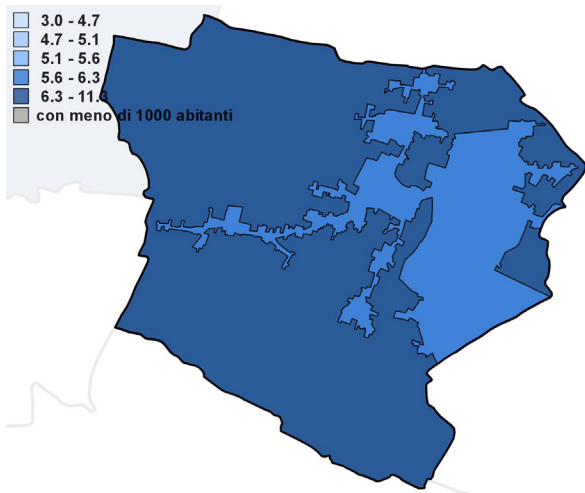 3.0 - 4.7
4.7 - 5.1
5.1 - 5.6
5.6 - 6.3
6.3 - 11.3
con meno di 1000 abitanti